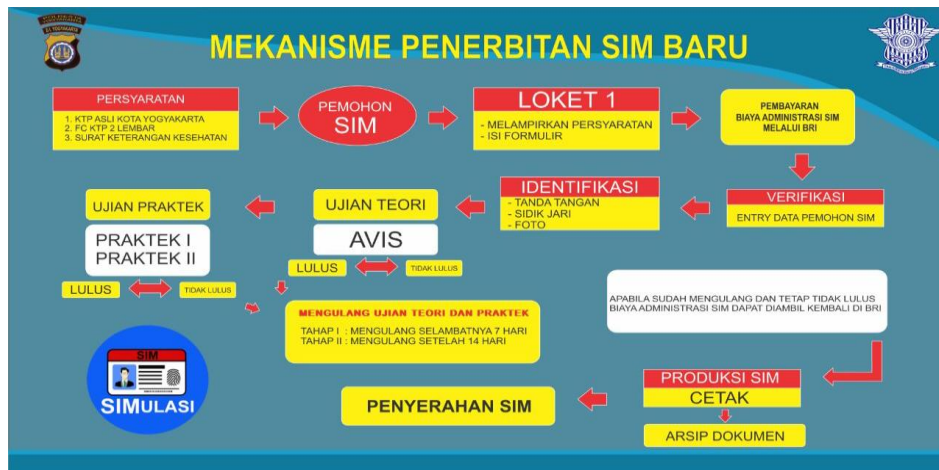 MEKANISME PENERBITAN SIM BARU
PERSYARATAN
1. KTP ASLI KOTA YOGYAKARTA
2. FC KTP 2 LEMBAR
3. SURAT KETERANGAN KESEHATAN
PEMOHON
SIM
LOKET 1
- MELAMPIRKAN PERSYARATAN
- ISI FORMULIR
PEMBAYARAN
BIAYA ADMINISTRASI SIM
MELALUI BRI
VERIFIKASI
ENTRY DATA PEMOHON SIM
IDENTIFIKASI
- TANDA TANGAN
- SIDIK JARI
- FOTO
UJIAN TEORI
AVIS
LULUS
TIDAK LULUS
UJIAN PRAKTEK
PRAKTEK I
PRAKTEK II
LULUS
TIDAK LULUS
MENGULANG UJIAN TEORI DAN PRAKTEK
TAHAP I : MENGULANG SELAMBATNYA 7 HARI
TAHAP II : MENGULANG SETELAH 14 HARI
APABILA SUDAH MENGULANG DAN TETAP TIDAK LULUS
BIAYA ADMINISTRASI SIM DAPAT DIAMBIL KEMBALI DI BRI
PRODUKSI SIM
CETAK
ARSIP DOKUMEN
PENYERAHAN SIM
SIM
SIMULASI